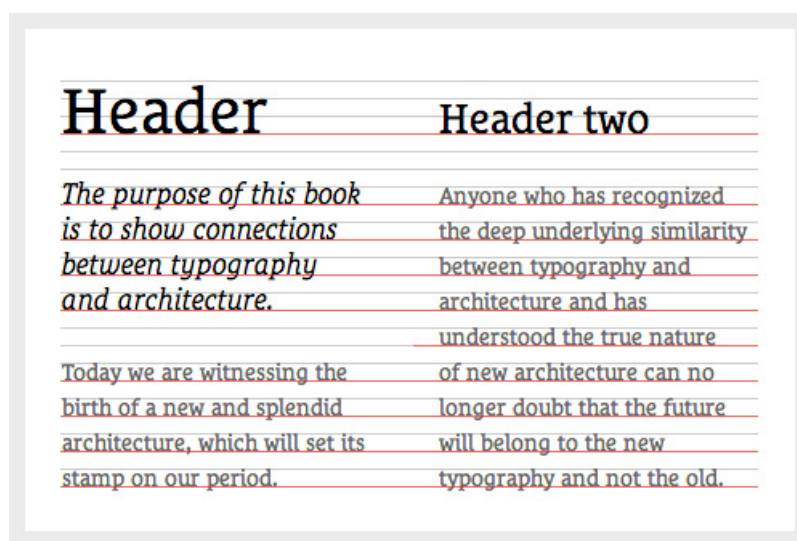 Header
The purpose of this book
is to show connections
between typography
and architecture.
Today we are witnessing the
birth of a new and splendid
architecture, which will set its
stamp on our period.
Header two
Anyone who has recognized
the deep underlying similarity
between typography and
architecture and has
understood the true nature
of new architecture can no
longer doubt that the future
will belong to the new
typography and not the old.